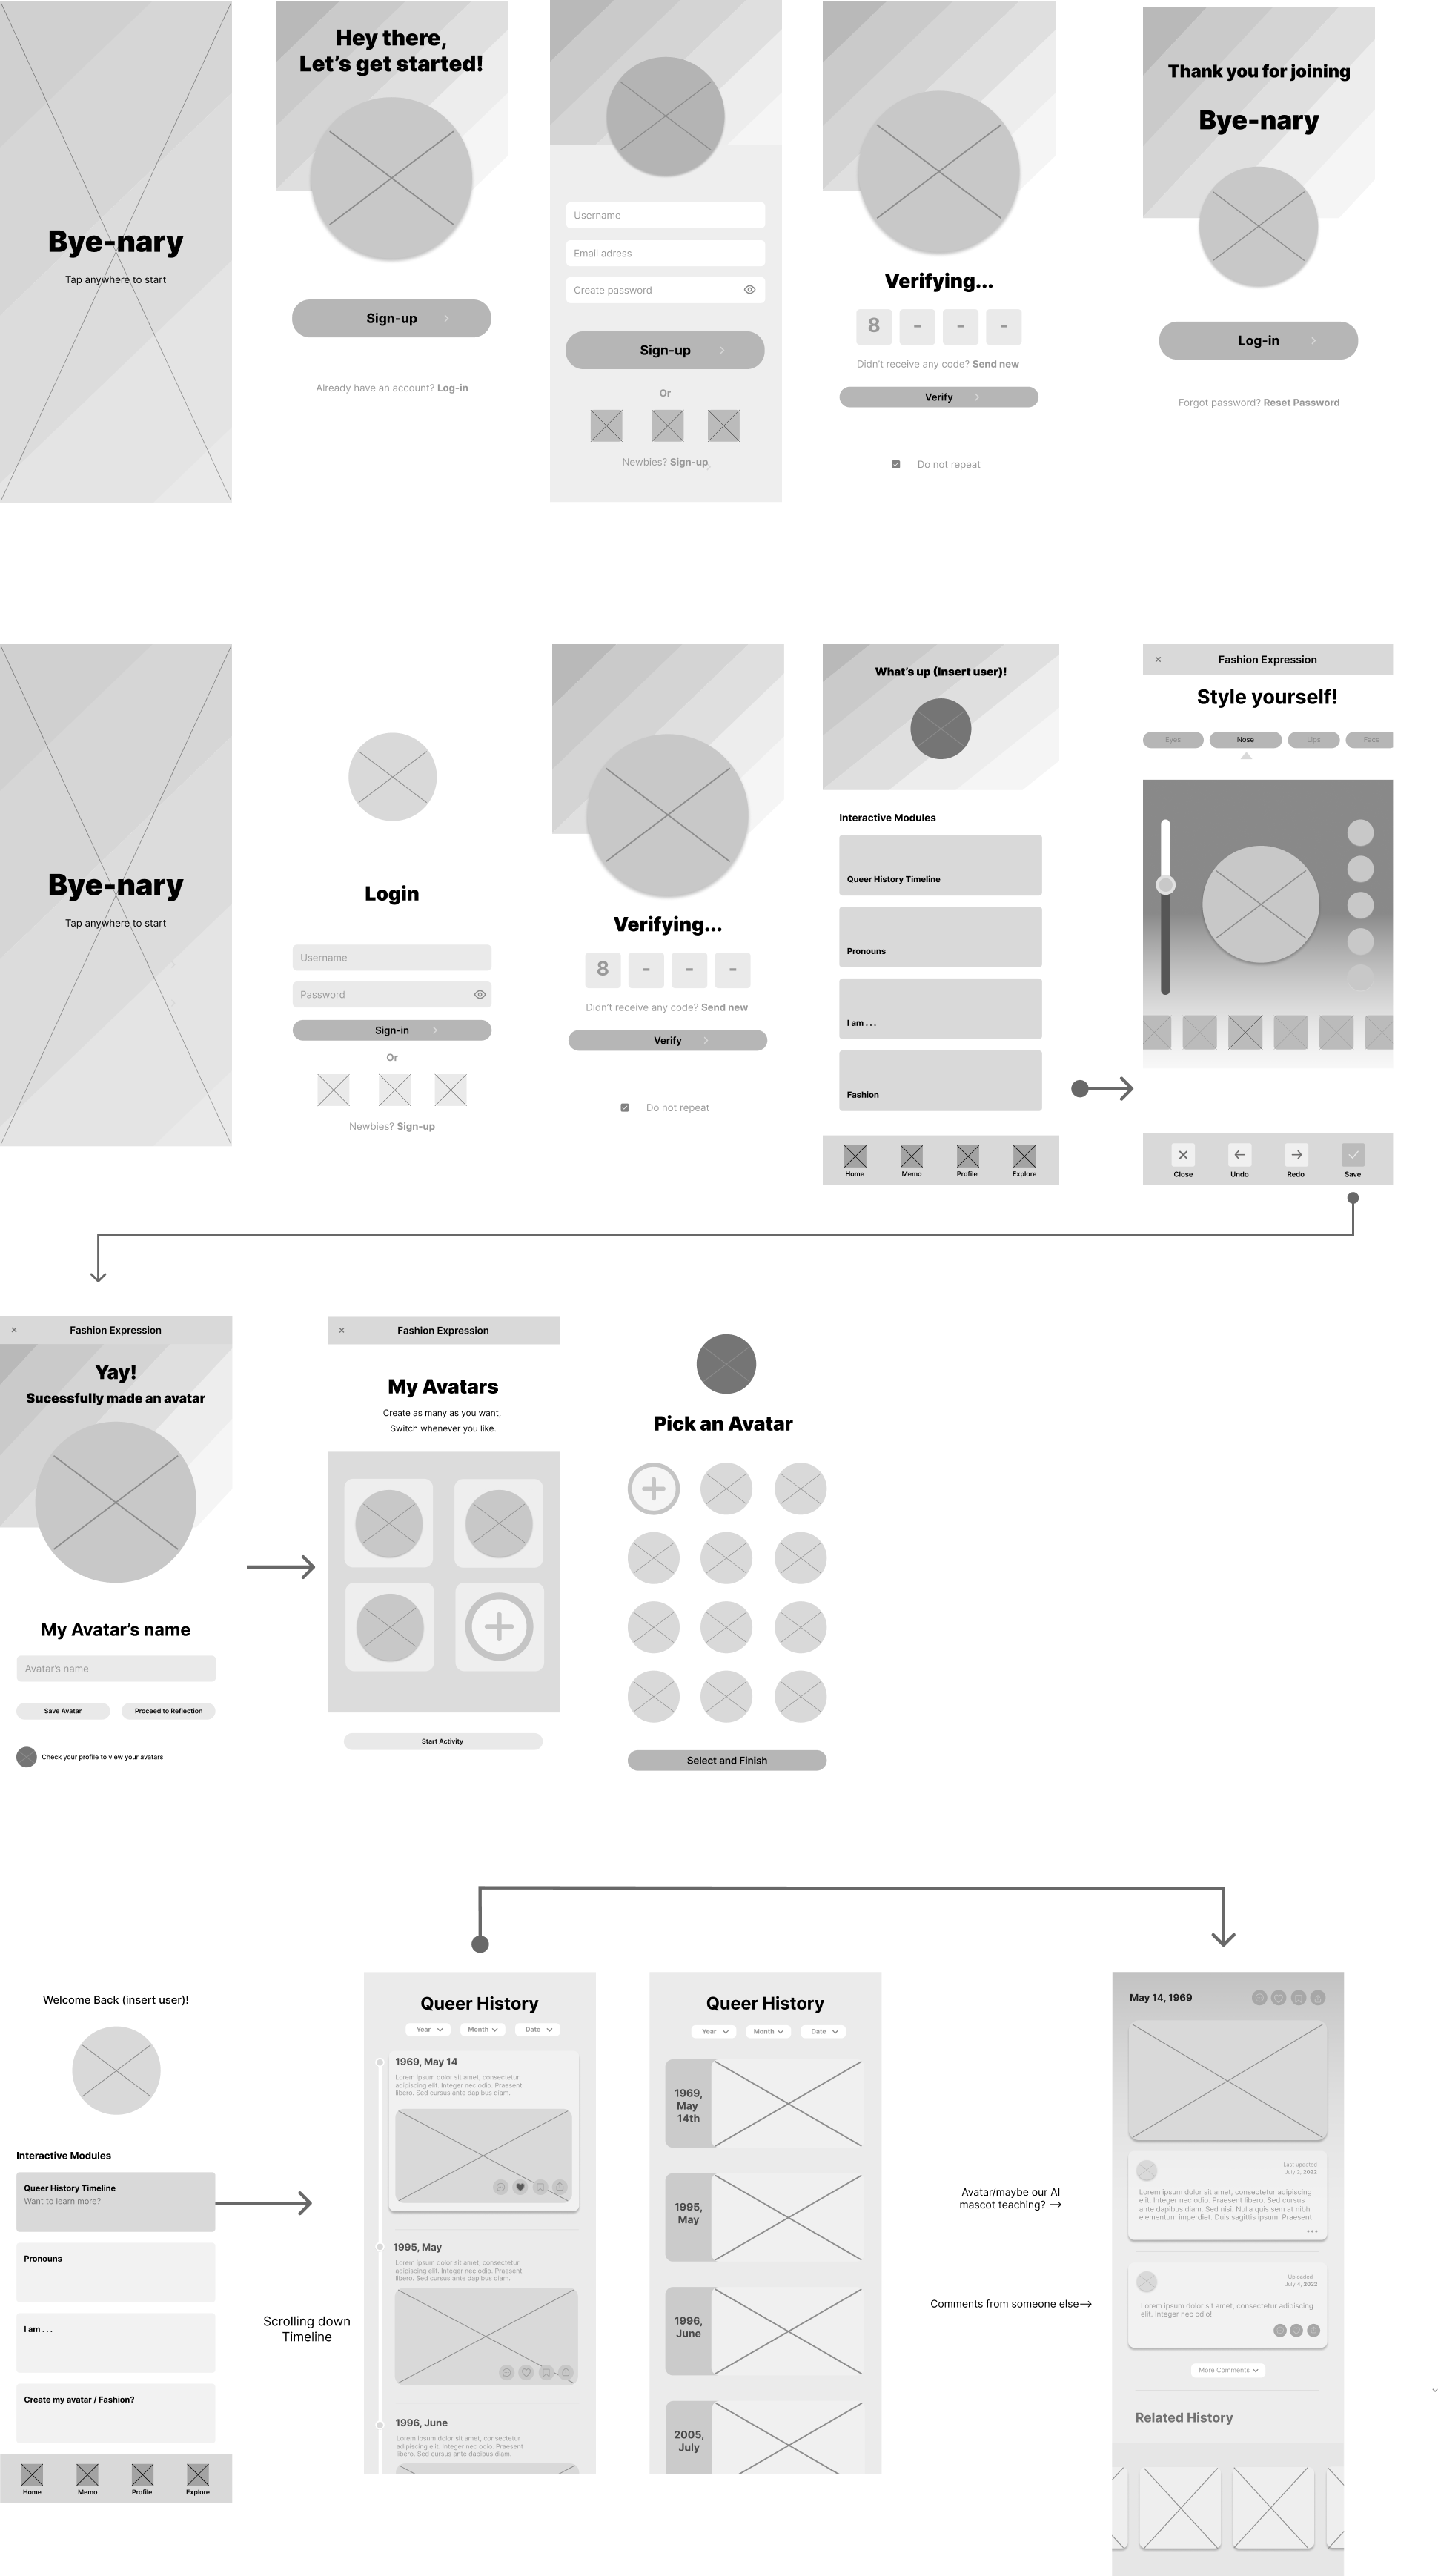 Bye-nary
Tap anywhere to start
Hey there,
Let's get started!
Sign-up
Already have an account? Log-in
Username
Email adress
Create password
Sign-up
Or
Newbies? Sign-up
Verifying...
8 - - -
Didn't receive any code? Send new
Verify
Do not repeat
Thank you for joining
Bye-nary
Log-in
Forgot password? Reset Password
Bye-nary
Tap anywhere to start
Login
Username
Password
Sign-in
Or
Newbies? Sign-up
Verifying...
8 - - -
Didn't receive any code? Send new
Verify
Do not repeat
What's up (Insert user)!
Interactive Modules
Queer History Timeline
Pronouns
I am . . .
Fashion
Home Memo Profile Explore
Fashion Expression
Style yourself!
Eyes Nose Lips Face
Close Undo Redo Save
Fashion Expression
Yay!
Sucessfully made an avatar
My Avatar's name
Avatar's name
Save Avatar Proceed to Reflection
Check your profile to view your avatars
Fashion Expression
My Avatars
Create as many as you want,
Switch whenever you like.
Start Activity
Pick an Avatar
Select and Finish
Welcome Back (insert user)!
Interactive Modules
Queer History Timeline
Want to learn more?
Pronouns
I am . . .
Create my avatar / Fashion?
Home Memo Profile Explore
Scrolling down
Timeline
Queer History
Year Month Date
1969, May 14
Lorem ipsum dolor sit amet, consectetur
adipiscing elit. Integer nec odio. Praesent
libero. Sed cursus ante dapibus diam.
1995, May
Lorem ipsum dolor sit amet, consectetur
adipiscing elit. Integer nec odio. Praesent
libero. Sed cursus ante dapibus diam.
1996, June
Lorem ipsum dolor sit amet, consectetur
adipiscing elit. Integer nec odio. Praesent
libero. Sed cursus ante dapibus diam.
Queer History
Year Month Date
1969,
May
14th
1995,
May
1996,
June
2005,
July
Avatar/maybe our AI
mascot teaching?
Comments from someone else
May 14, 1969
Last updated
July 2, 2022
Lorem ipsum dolor sit amet, consectetur adipiscing
elit. Integer nec odio. Praesent libero. Sed cursus
ante dapibus diam. Sed nisi. Nulla quis sem at nibh
elementum imperdiet. Duis sagittis ipsum. Praesent
Uploaded
July 4, 2022
Lorem ipsum dolor sit amet, consectetur adipiscing
elit. Integer nec odio!
More Comments
Related History